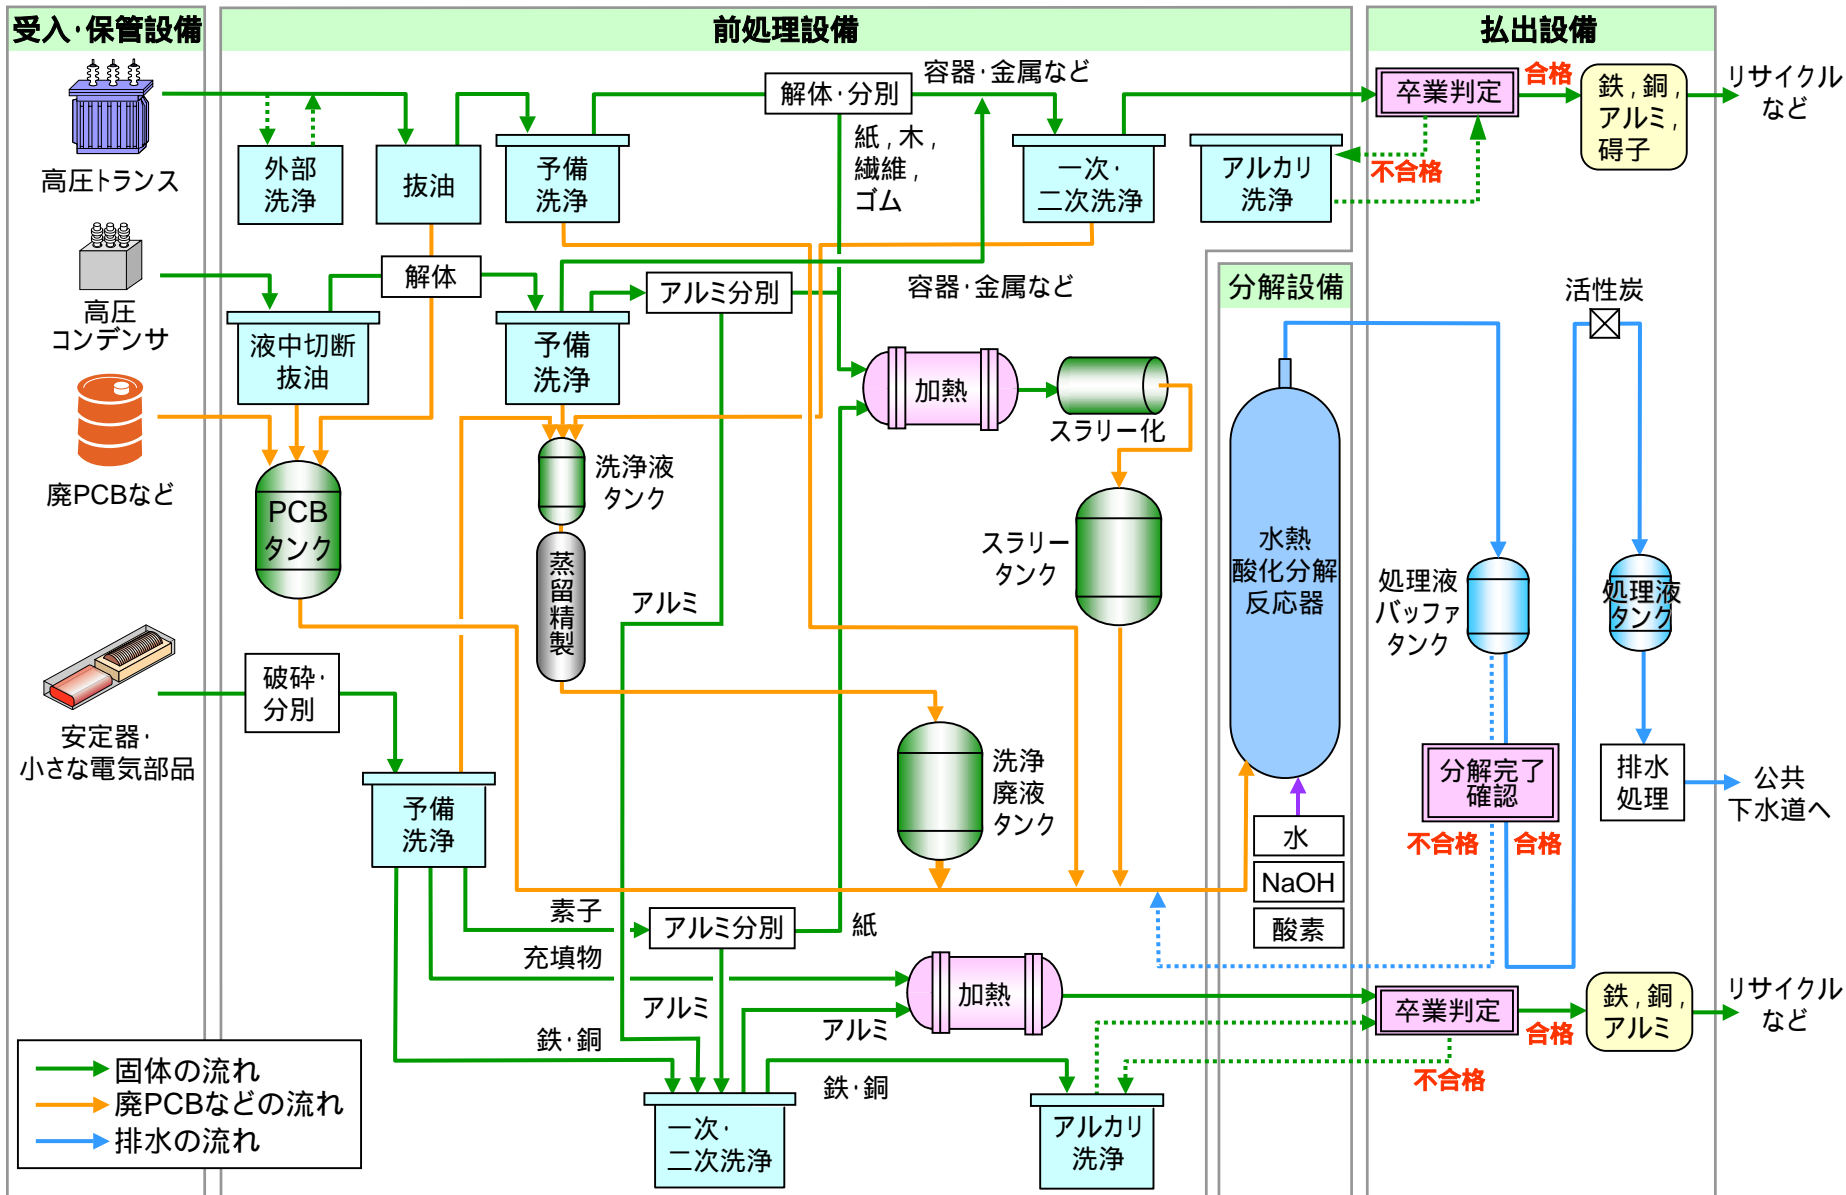 受入・保管設備
前処理設備
払出設備
高圧トランス
外部
洗浄
抜油
予備
洗浄
解体・分別
容器・金属など
紙，木，
繊維，
ゴム
一次・
二次洗浄
アルカリ
洗浄
卒業判定
合格
不合格
鉄，銅，
アルミ，
碍子
リサイクル
など
高圧
コンデンサ
解体
液中切断
抜油
予備
洗浄
アルミ分別
容器・金属など
分解設備
活性炭
加熱
スラリー化
廃PCBなど
PCB
タンク
洗浄液
タンク
蒸留精製
アルミ
スラリー
タンク
水熱
酸化分解
反応器
処理液
バッファ
タンク
処理液
タンク
安定器・
小さな電気部品
破砕・
分別
予備
洗浄
洗浄
廃液
タンク
水
NaOH
酸素
分解完了
確認
不合格
合格
排水
処理
公共
下水道へ
素子
アルミ分別
紙
充填物
アルミ
加熱
アルミ
鉄・銅
鉄・銅
一次・
二次洗浄
アルカリ
洗浄
卒業判定
合格
不合格
鉄，銅，
アルミ
リサイクル
など
固体の流れ
廃PCBなどの流れ
排水の流れ